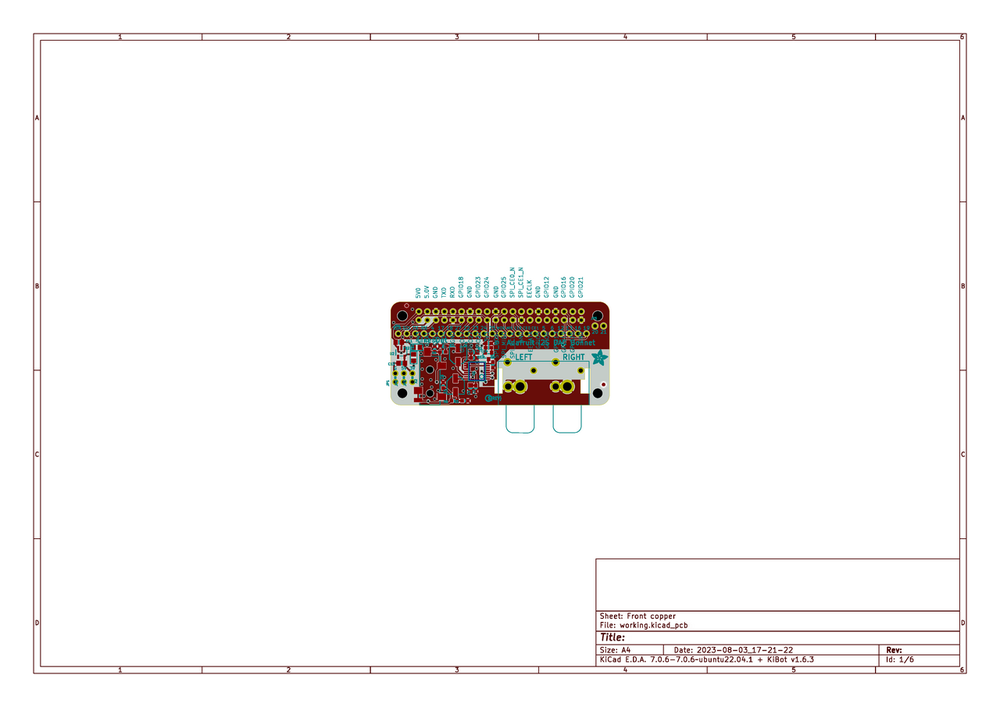 1 2 3 4 5 6
A A
B B
5V0
5.0V
GND
TXD
RXD
GPIO18
GND
GPIO23
GPIO24
GND
GPIO25
SPI_CE0_N
SPI_CE1_N
EECLK
GND
GPIO12
GND
GPIO16
GPIO20
GPIO21
Adafruit I2S DAC Bonnet
LEFT RIGHT
C C
D D
Sheet: Front copper
File: working.kicad_pcb
Title:
Size: A4 Date: 2023-08-03_17-21-22 Rev:
KiCad E.D.A. 7.0.6-7.0.6-ubuntu22.04.1 + KiBot v1.6.3 Id: 1/6
1 2 3 4 5 6